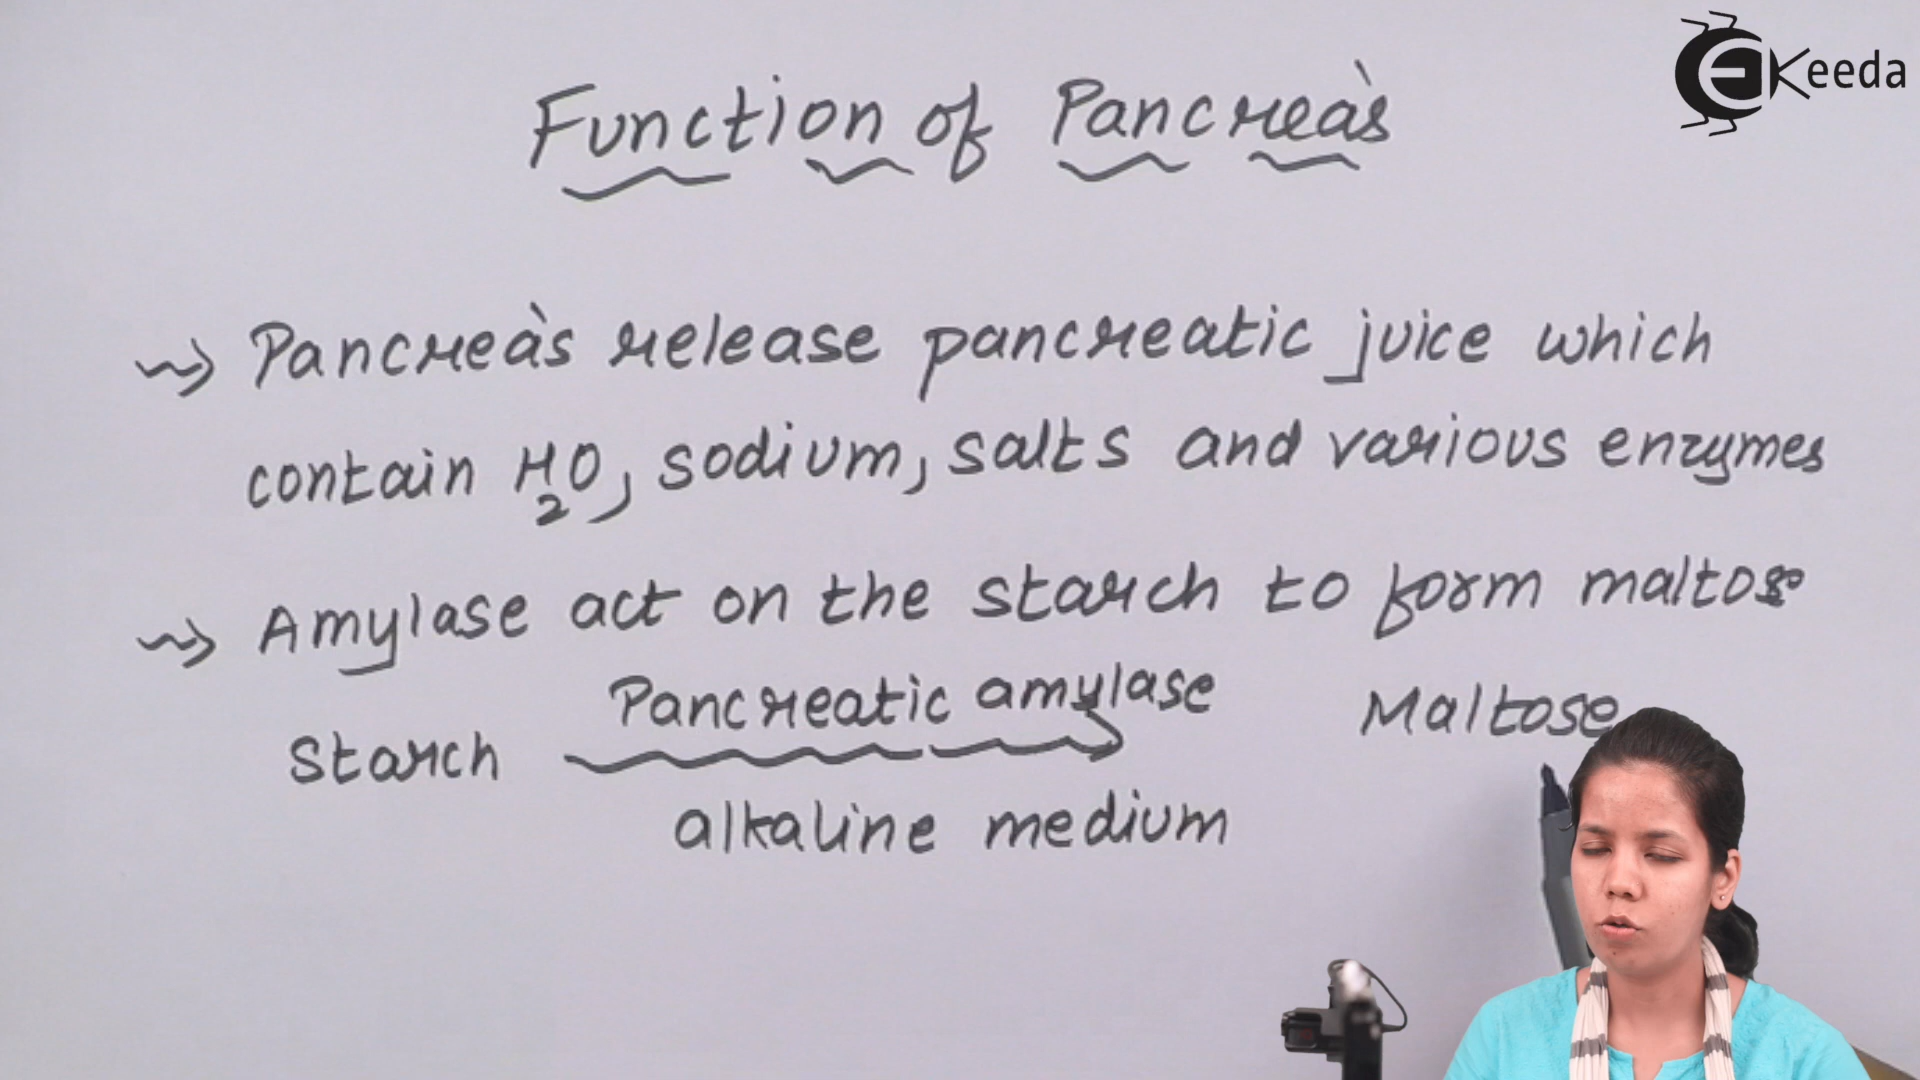 Function of Pancreas
EKeeda
⇝ Pancreas release pancreatic juice which
contain H₂O, sodium, salts and various enzymes
⇝ Amylase act on the starch to form maltose
Pancreatic amylase
Starch Maltose
alkaline medium